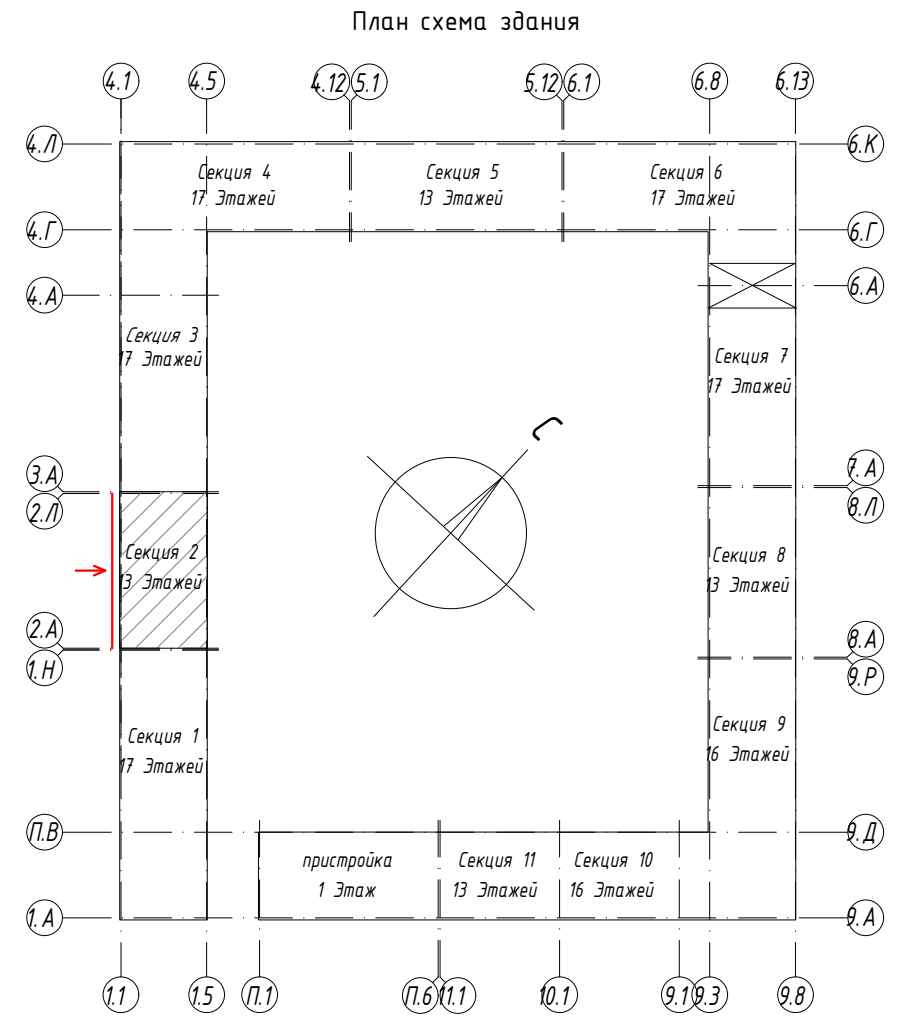 План схема здания
4.1
4.5
4.12
5.1
5.12
6.1
6.8
6.13
4.Л
6.К
Секция 4
17 Этажей
Секция 5
13 Этажей
Секция 6
17 Этажей
4.Г
6.Г
4.А
6.А
Секция 3
17 Этажей
Секция 7
17 Этажей
С
3.А
2.Л
7.А
8.Л
Секция 2
13 Этажей
Секция 8
13 Этажей
2.А
1.Н
8.А
9.Р
Секция 1
17 Этажей
Секция 9
16 Этажей
П.В
9.Д
пристройка
1 Этаж
Секция 11
13 Этажей
Секция 10
16 Этажей
1.А
9.А
1.1
1.5
П.1
П.6
11.1
10.1
9.1
9.3
9.8